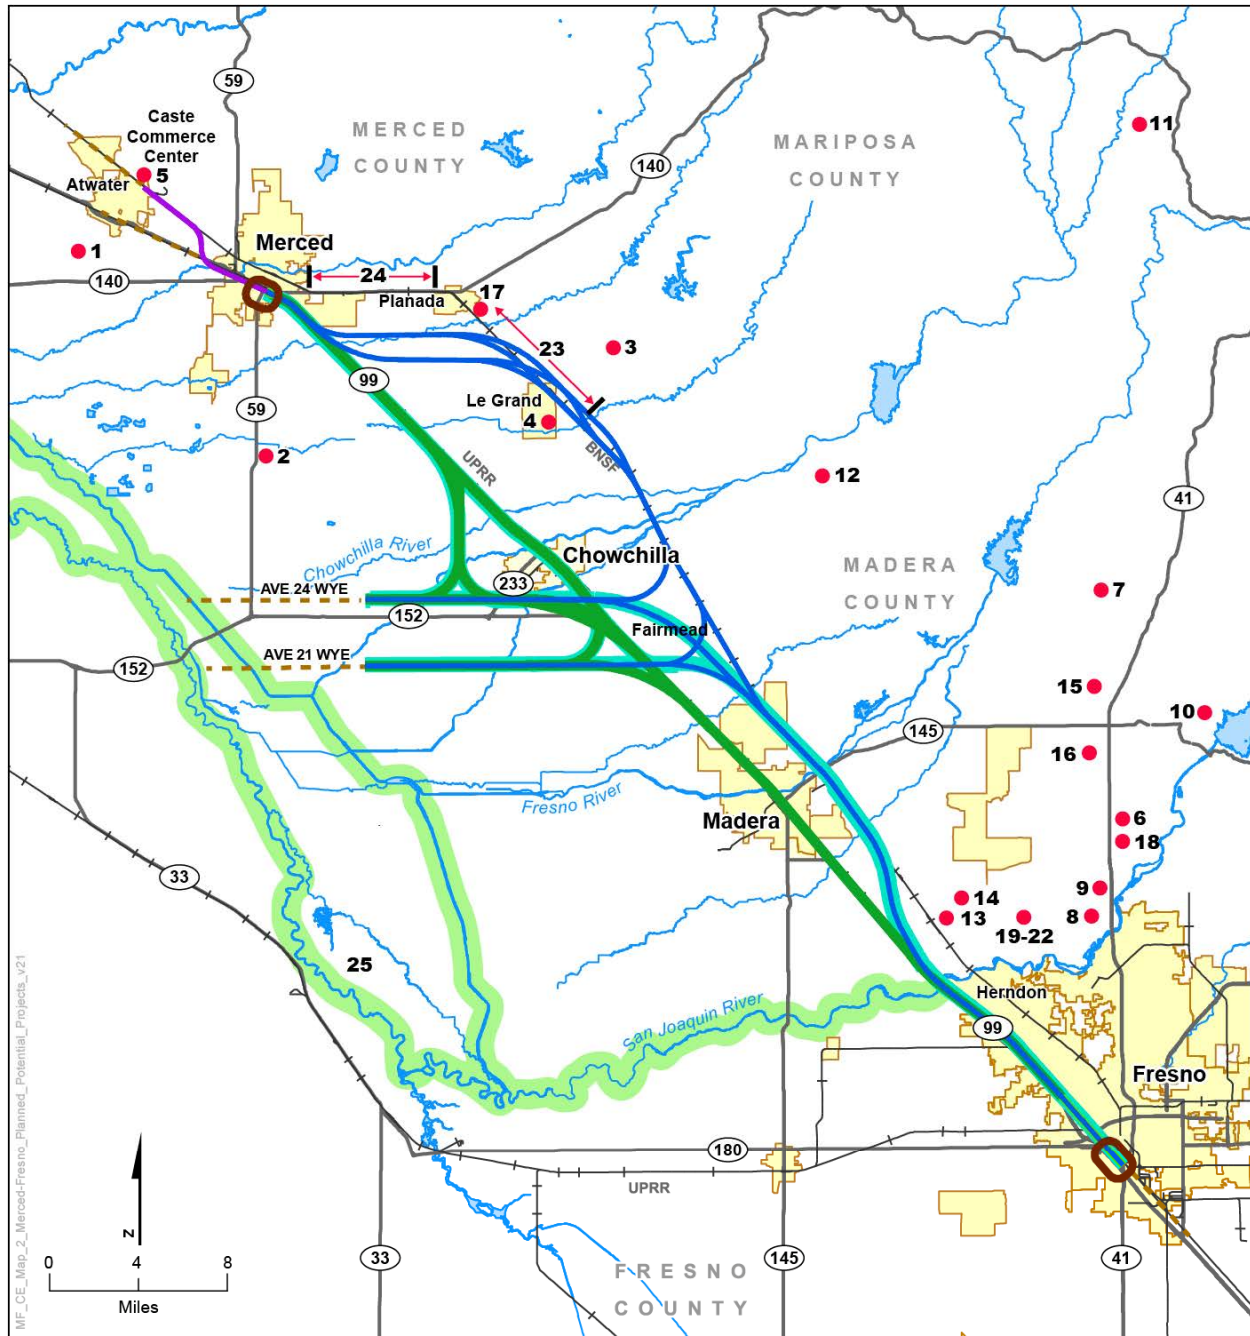 59
Caste
Commerce
Center
5
Atwater
MERCED
COUNTY
MARIPOSA
COUNTY
11
140
1
Merced
140
24
Planada
17
23
3
99
59
Le Grand
4
2
UPRR
BNSF
12
41
Chowchilla River
Chowchilla
233
MADERA
COUNTY
AVE 24 WYE
7
152
Fairmead
AVE 21 WYE
152
15
10
145
16
Fresno River
Madera
6
18
33
9
14
13
19-22
8
25
San Joaquin River
Herndon
99
Fresno
180
UPRR
N
0
4
8
Miles
33
145
41
FRESNO
COUNTY
MF_CE_Map_2_Merced-Fresno_Planned_Potential_Projects_v21